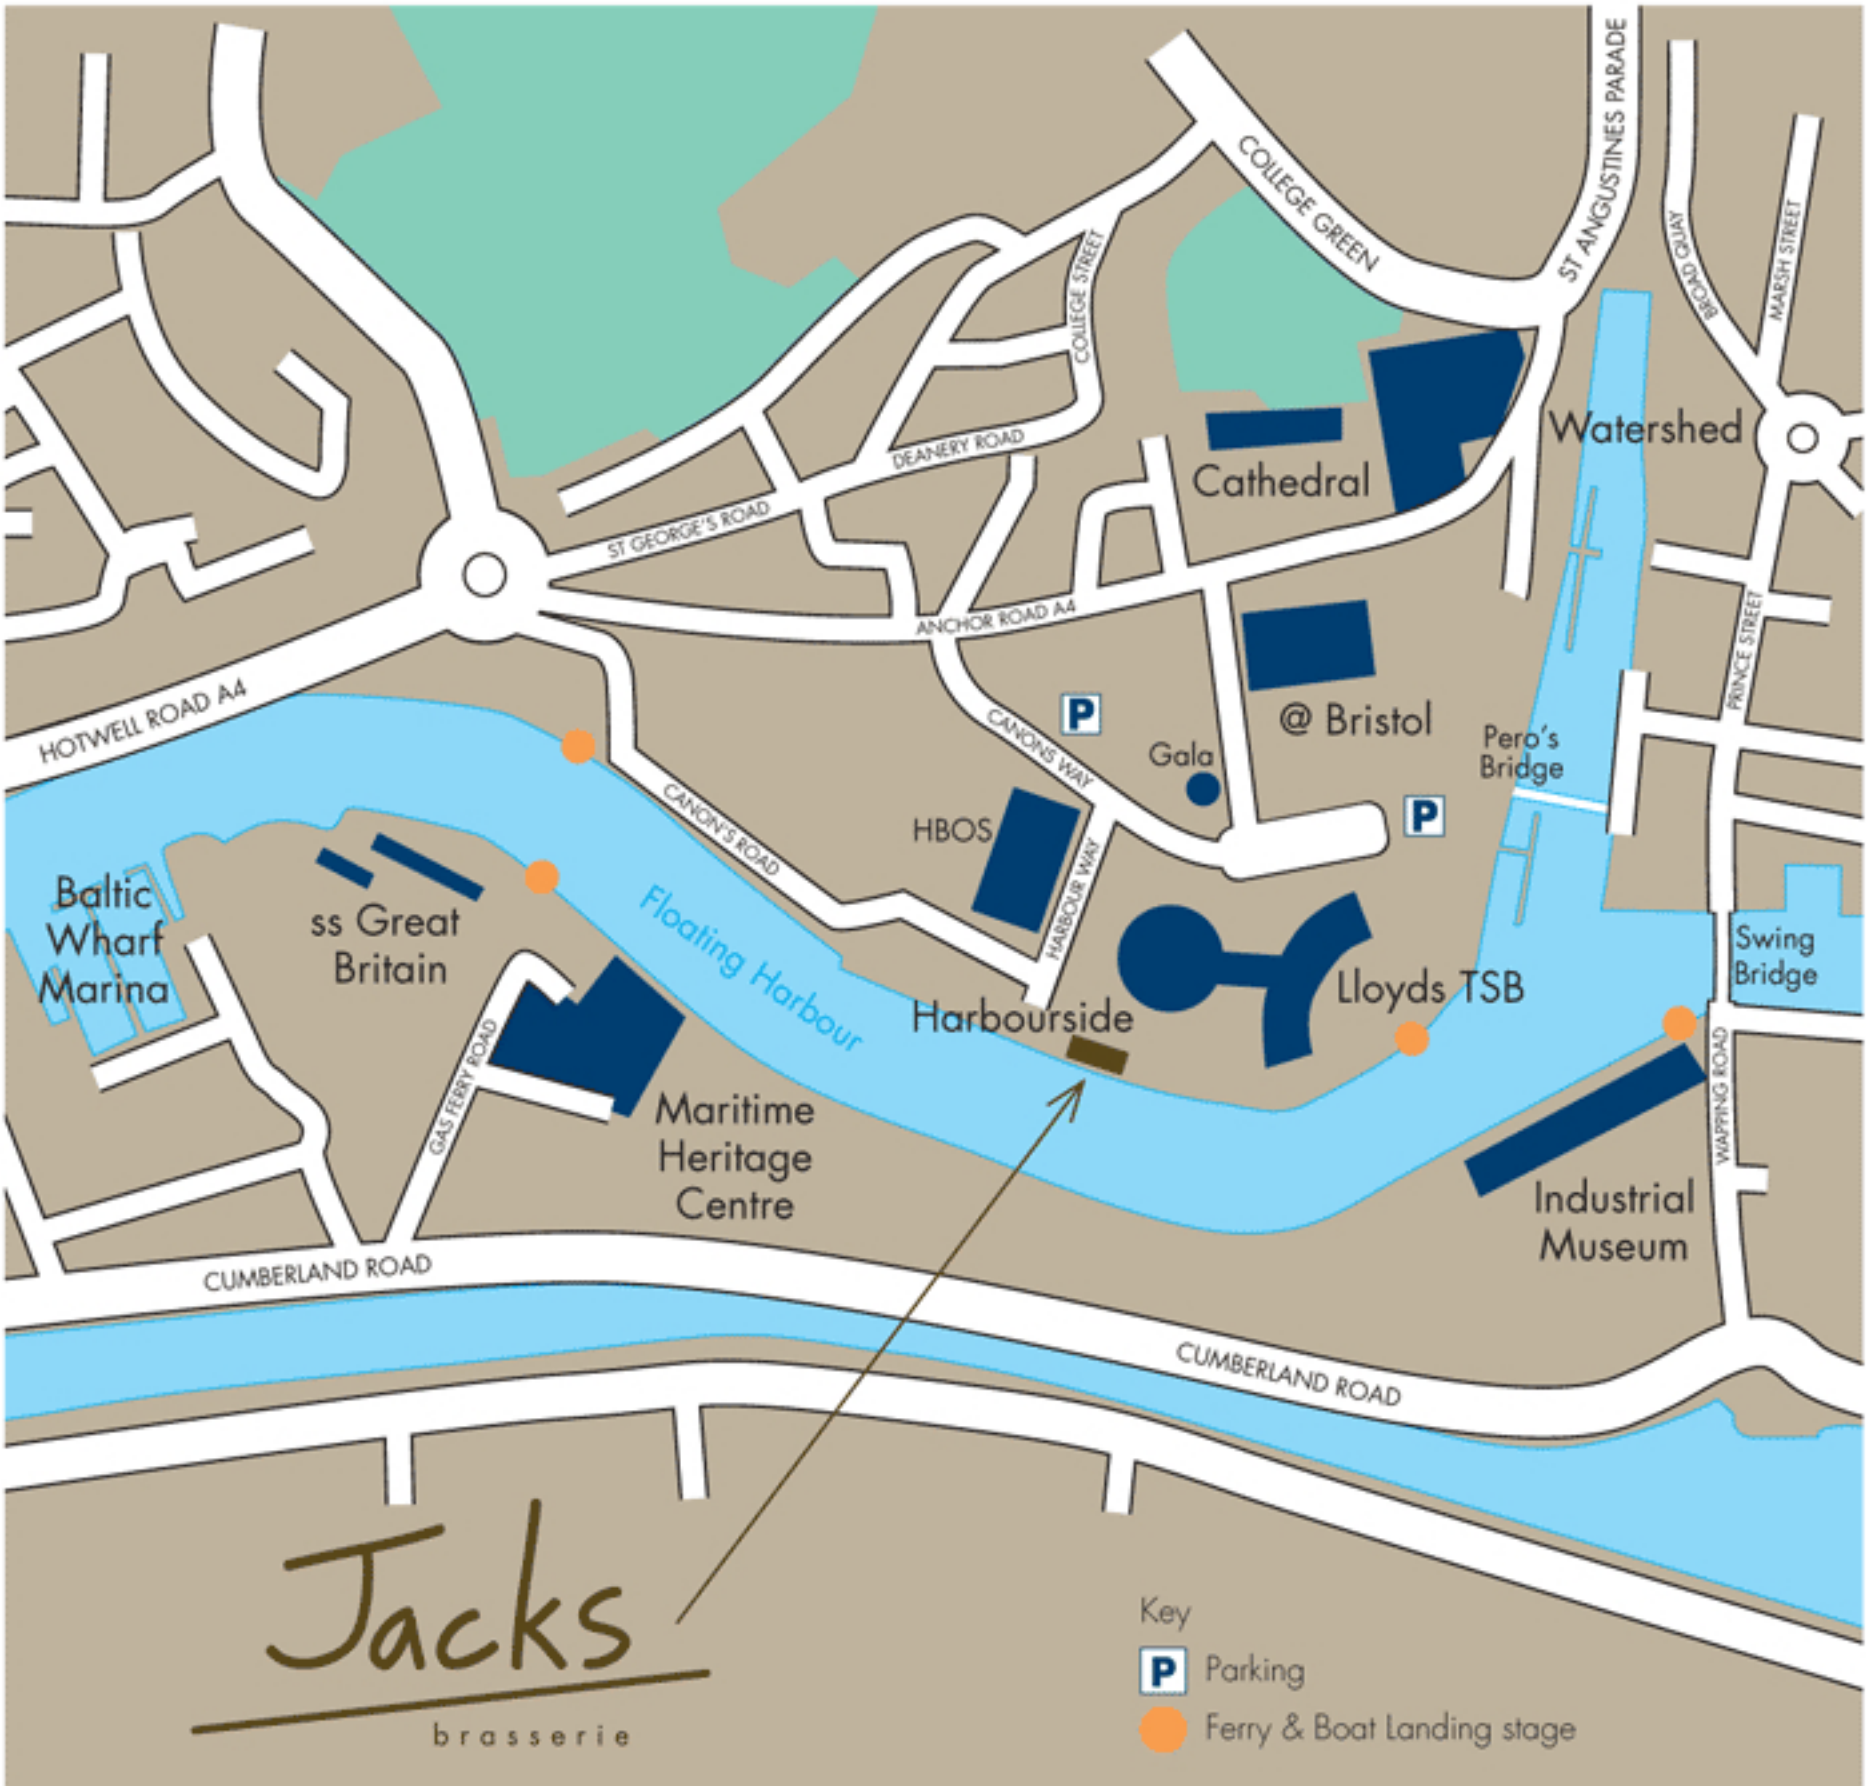 ST ANGUSTINES PARADE
COLLEGE GREEN
BROAD QUAY
MARSH STREET
COLLEGE STREET
Watershed
DEANERY ROAD
Cathedral
ST GEORGE'S ROAD
ANCHOR ROAD A4
PRINCE STREET
HOTWELL ROAD A4
P
CANONS WAY
@ Bristol
Gala
Pero's
Bridge
P
HBOS
CANON'S ROAD
HARBOUR WAY
Baltic
Wharf
Marina
ss Great
Britain
Floating Harbour
Swing
Bridge
Lloyds TSB
Harbourside
GAS FERRY ROAD
WAPPING ROAD
Maritime
Heritage
Centre
Industrial
Museum
CUMBERLAND ROAD
CUMBERLAND ROAD
Jacks
brasserie
Key
P Parking
Ferry & Boat Landing stage